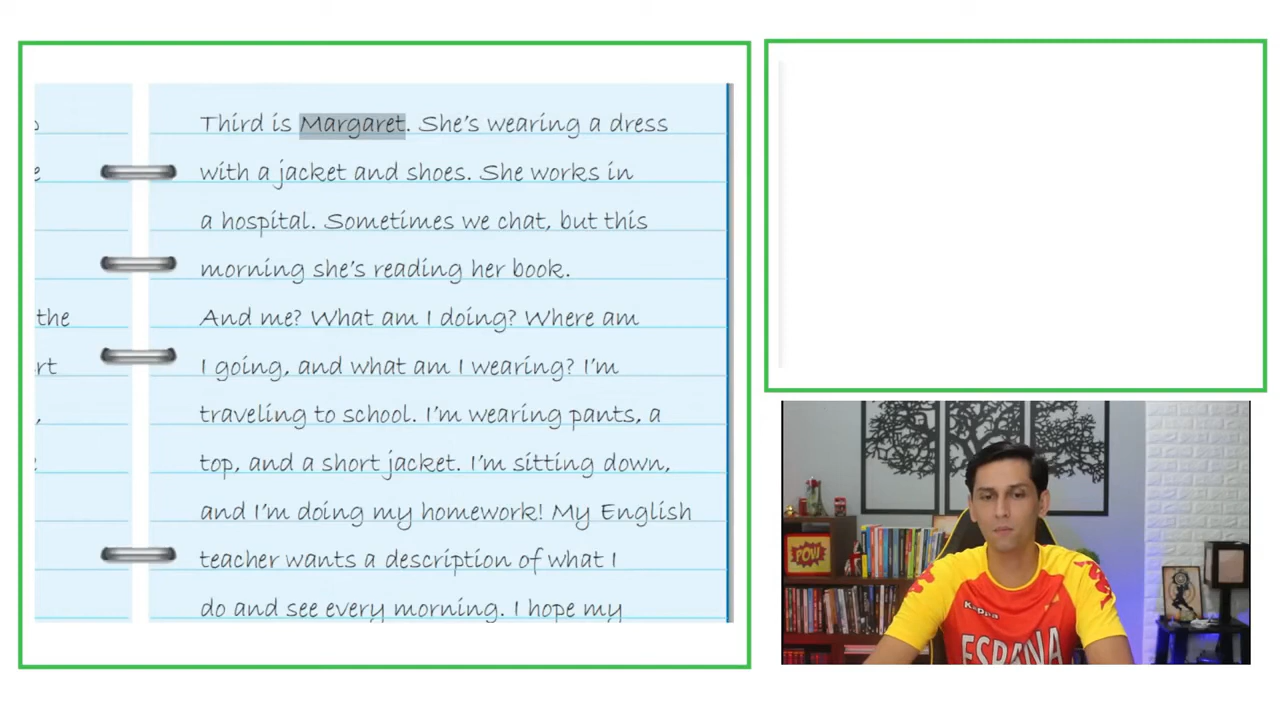 Third is Margaret. She's wearing a dress
with a jacket and shoes. She works in
a hospital. Sometimes we chat, but this
morning she's reading her book.
the
And me? What am I doing? Where am
rt
I going, and what am I wearing? I'm
traveling to school. I'm wearing pants, a
top, and a short jacket. I'm sitting down,
and I'm doing my homework! My English
teacher wants a description of what I
do and see every morning. I hope my
POW!
Kappa
ESPAÑA